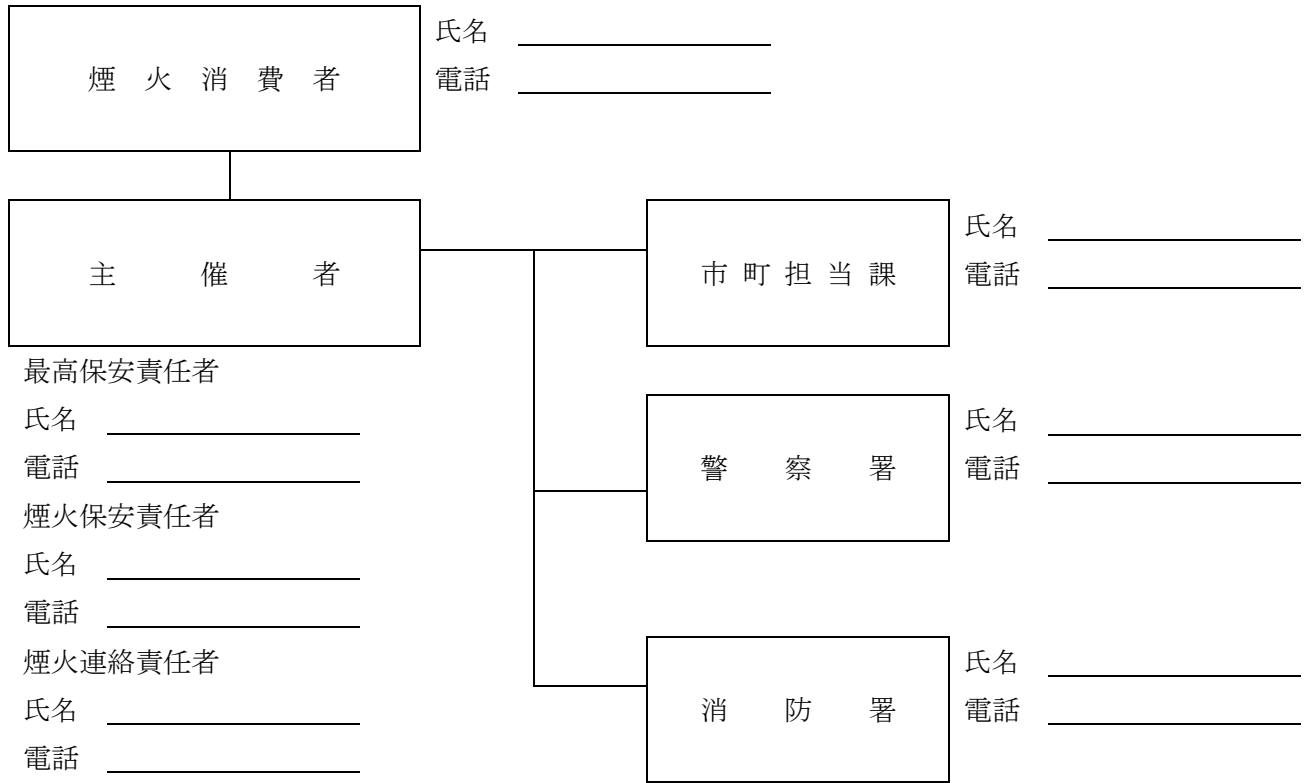 煙火消費者
氏名
電話
主催者
最高保安責任者
氏名
電話
煙火保安責任者
氏名
電話
煙火連絡責任者
氏名
電話
市町担当課
氏名
電話
警察署
氏名
電話
消防署
氏名
電話